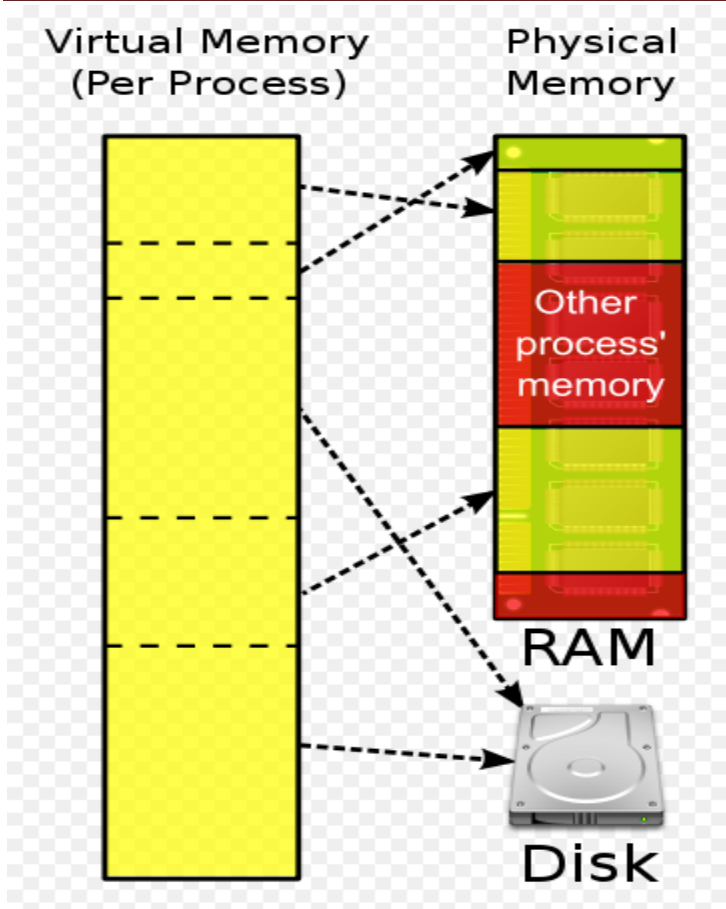 Virtual Memory
(Per Process)
Physical
Memory
Other
process'
memory
RAM
Disk